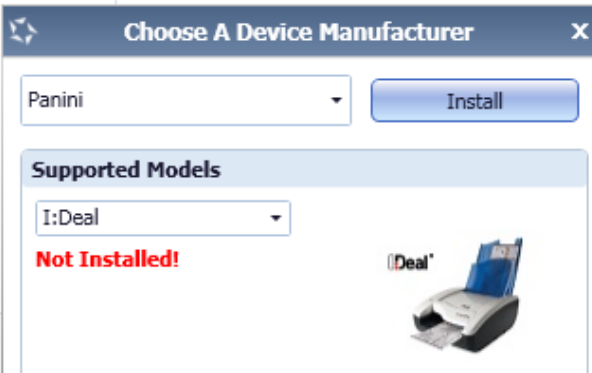 Choose A Device Manufacturer X
Panini
Install
Supported Models
I:Deal
Not Installed!
I:Deal